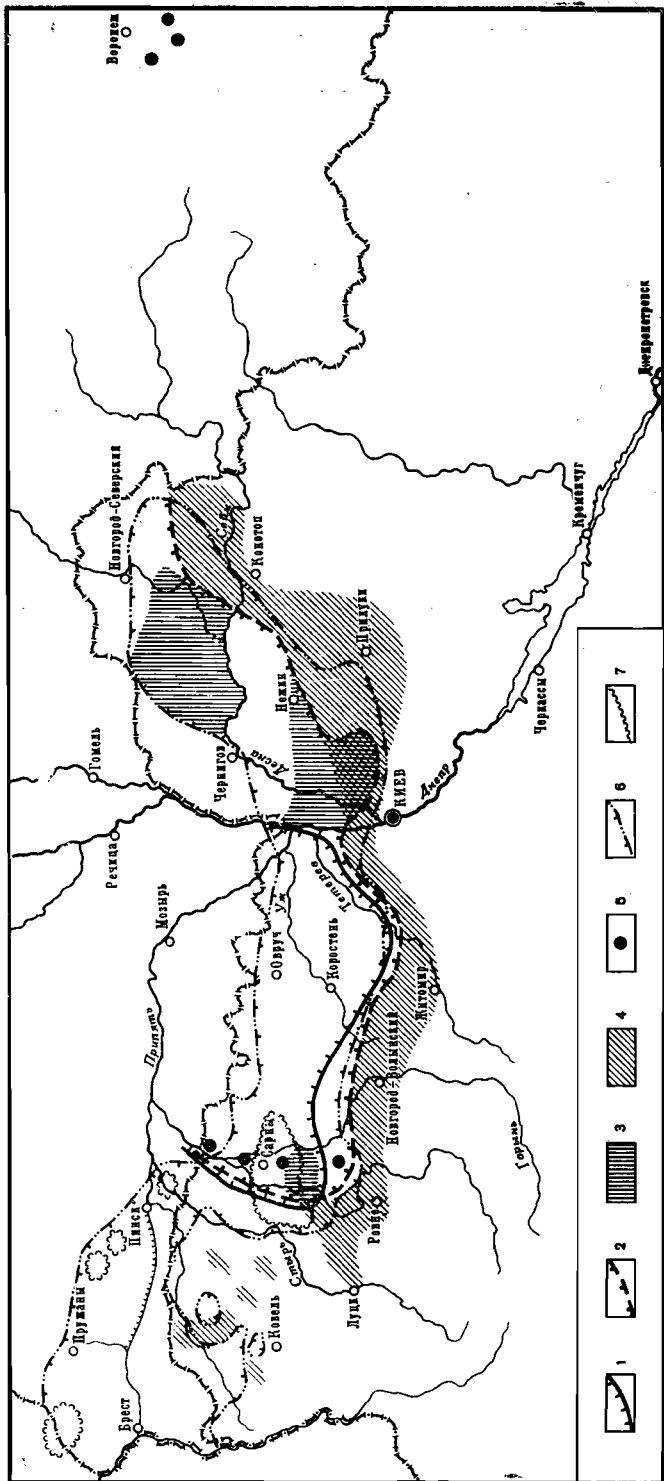 Воронеж
Новгород-Северский
Гомель
Речица
Мозырь
Припять
Пинск
Пружаны
Брест
Чернигов
Десна
Сейм
Конотоп
Нежин
Прилуки
Овруч
Уж
Коростень
Тетерев
КИЕВ
Днепр
Житомир
Новгород-Волынский
Сарны
Стырь
Ковель
Луцк
Ровно
Горынь
Черкассы
Кременчуг
Днепропетровск
1
2
3
4
5
6
7